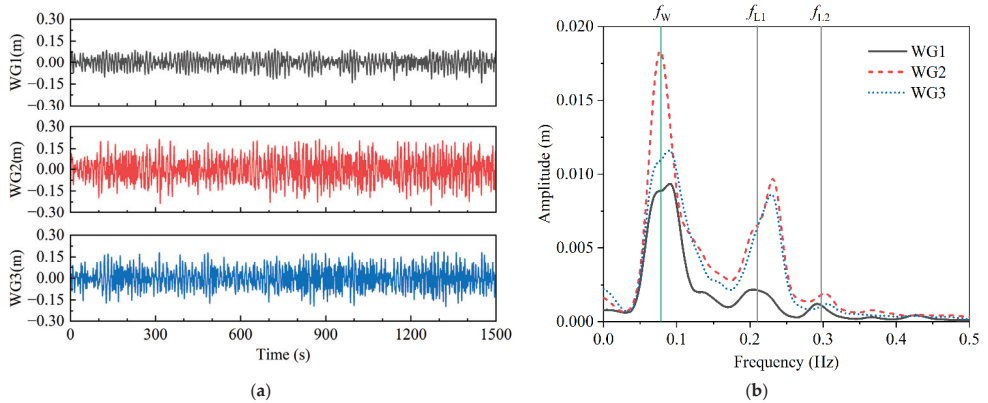 WG1(m)
0.30
0.15
0.00
−0.15
−0.30
WG2(m)
0.30
0.15
0.00
−0.15
−0.30
WG3(m)
0.30
0.15
0.00
−0.15
−0.30
0 300 600 900 1200 1500
Time (s)
(a)
fW fL1 fL2
WG1
WG2
WG3
Amplitude (m)
0.020
0.015
0.010
0.005
0.000
0.0 0.1 0.2 0.3 0.4 0.5
Frequency (Hz)
(b)